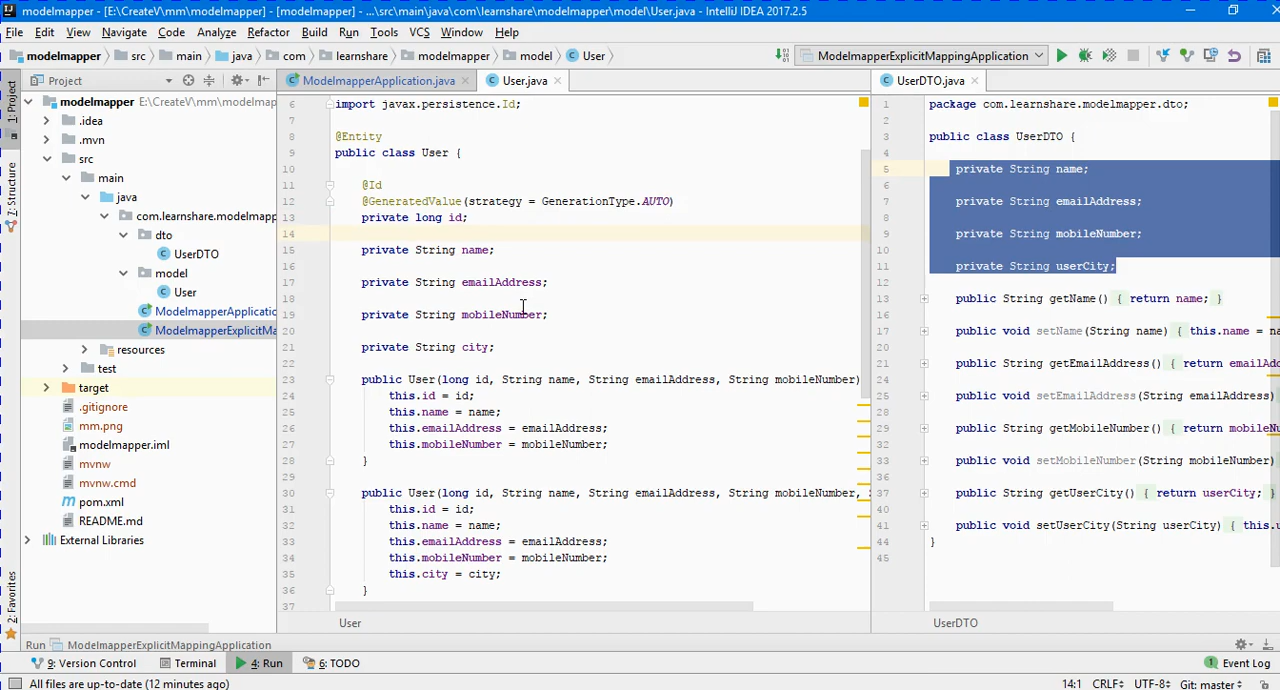 modelmapper - [E:\CreateV\mm\modelmapper] - [modelmapper] - ...\src\main\java\com\learnshare\modelmapper\model\User.java - IntelliJ IDEA 2017.2.5
File Edit View Navigate Code Analyze Refactor Build Run Tools VCS Window Help
modelmapper src main java com learnshare modelmapper model User ModelmapperExplicitMappingApplication
Project
ModelmapperApplication.java
User.java
UserDTO.java
1: Project
Z: Structure
2: Favorites
modelmapper E:\CreateV\mm\modelmap
.idea
.mvn
src
main
java
com.learnshare.modelmapp
dto
UserDTO
model
User
ModelmapperApplicatio
ModelmapperExplicitMa
resources
test
target
.gitignore
mm.png
modelmapper.iml
mvnw
mvnw.cmd
pom.xml
README.md
External Libraries
6 import javax.persistence.Id;
7
8 @Entity
9 public class User {
10
11 @Id
12 @GeneratedValue(strategy = GenerationType.AUTO)
13 private long id;
14
15 private String name;
16
17 private String emailAddress;
18
19 private String mobileNumber;
20
21 private String city;
22
23 public User(long id, String name, String emailAddress, String mobileNumber)
24 this.id = id;
25 this.name = name;
26 this.emailAddress = emailAddress;
27 this.mobileNumber = mobileNumber;
28 }
29
30 public User(long id, String name, String emailAddress, String mobileNumber,
31 this.id = id;
32 this.name = name;
33 this.emailAddress = emailAddress;
34 this.mobileNumber = mobileNumber;
35 this.city = city;
36 }
37
User
1 package com.learnshare.modelmapper.dto;
2
3 public class UserDTO {
4
5 private String name;
6
7 private String emailAddress;
8
9 private String mobileNumber;
10
11 private String userCity;
12
13 public String getName() { return name; }
16
17 public void setName(String name) { this.name = na
20
21 public String getEmailAddress() { return emailAdd
24
25 public void setEmailAddress(String emailAddress)
28
29 public String getMobileNumber() { return mobileNu
32
33 public void setMobileNumber(String mobileNumber)
36
37 public String getUserCity() { return userCity; }
40
41 public void setUserCity(String userCity) { this.
44 }
45
UserDTO
Run ModelmapperExplicitMappingApplication
9: Version Control Terminal 4: Run 6: TODO 1 Event Log
All files are up-to-date (12 minutes ago) 14:1 CRLF UTF-8 Git: master